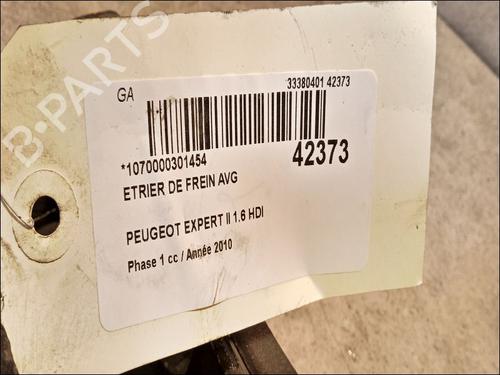 B-PARTS
GA
33380401 42373
*1070000301454
42373
ETRIER DE FREIN AVG
PEUGEOT EXPERT II 1.6 HDI
Phase 1 cc / Année 2010